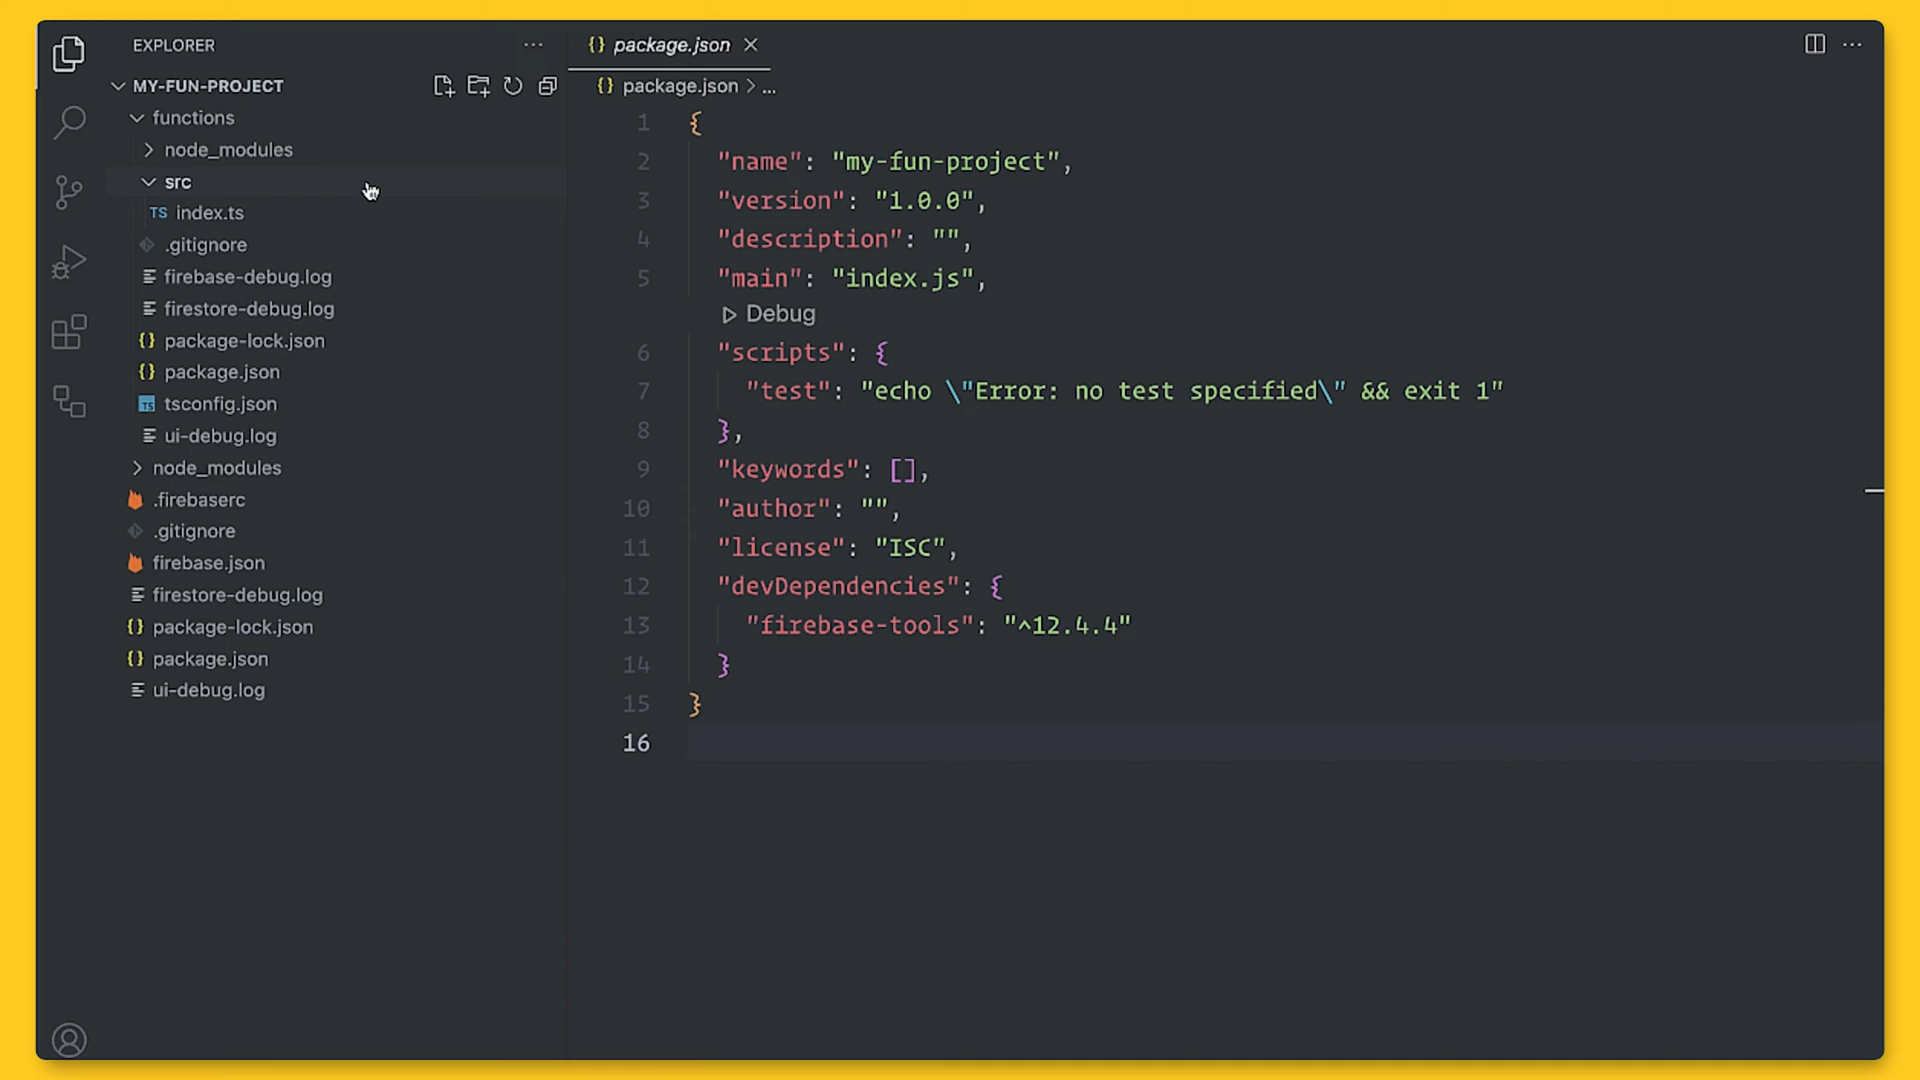 EXPLORER
MY-FUN-PROJECT
functions
node_modules
src
TS index.ts
.gitignore
firebase-debug.log
firestore-debug.log
{} package-lock.json
{} package.json
TS tsconfig.json
ui-debug.log
node_modules
.firebaserc
.gitignore
firebase.json
firestore-debug.log
{} package-lock.json
{} package.json
ui-debug.log
{} package.json
{} package.json > ...
1 {
2 "name": "my-fun-project",
3 "version": "1.0.0",
4 "description": "",
5 "main": "index.js",
Debug
6 "scripts": {
7 "test": "echo \"Error: no test specified\" && exit 1"
8 },
9 "keywords": [],
10 "author": "",
11 "license": "ISC",
12 "devDependencies": {
13 "firebase-tools": "^12.4.4"
14 }
15 }
16